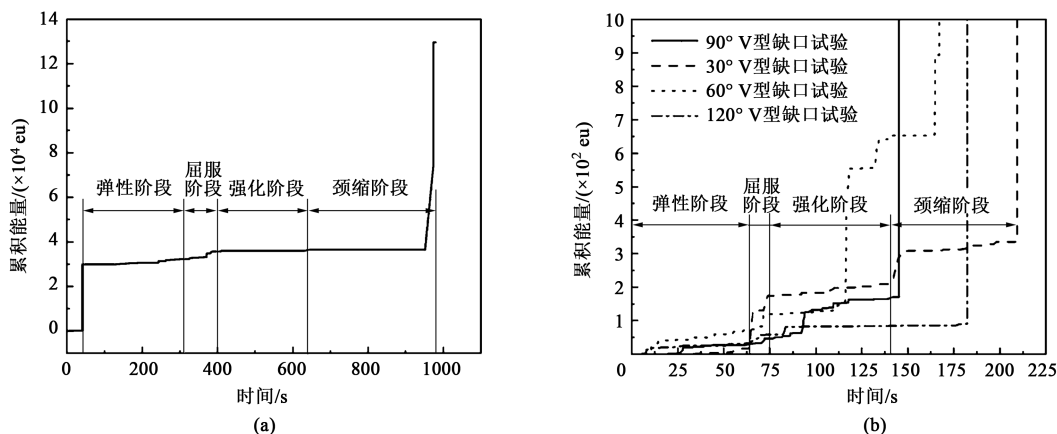 14
12
10
8
6
4
2
0
累积能量/(×10⁴ eu)
弹性阶段
屈服
阶段
强化阶段
颈缩阶段
0 200 400 600 800 1000
时间/s
(a)
10
9
8
7
6
5
4
3
2
1
0
累积能量/(×10² eu)
90° V型缺口试验
30° V型缺口试验
60° V型缺口试验
120° V型缺口试验
弹性阶段
屈服
阶段
强化阶段
颈缩阶段
25 50 75 100 125 150 175 200 225
时间/s
(b)